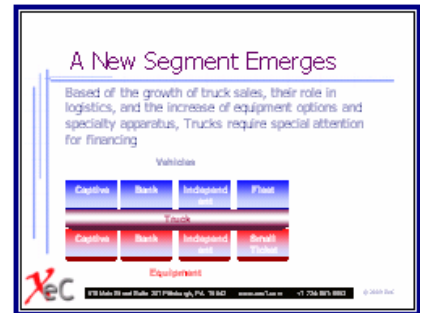 A New Segment Emerges
Based of the growth of truck sales, their role in
logistics, and the increase of equipment options and
specialty apparatus, Trucks require special attention
for financing
Vehicles
Captive Bank Independ Fleet
ent
Truck
Captive Bank Independ Small
ent Ticket
Equipment
XeC